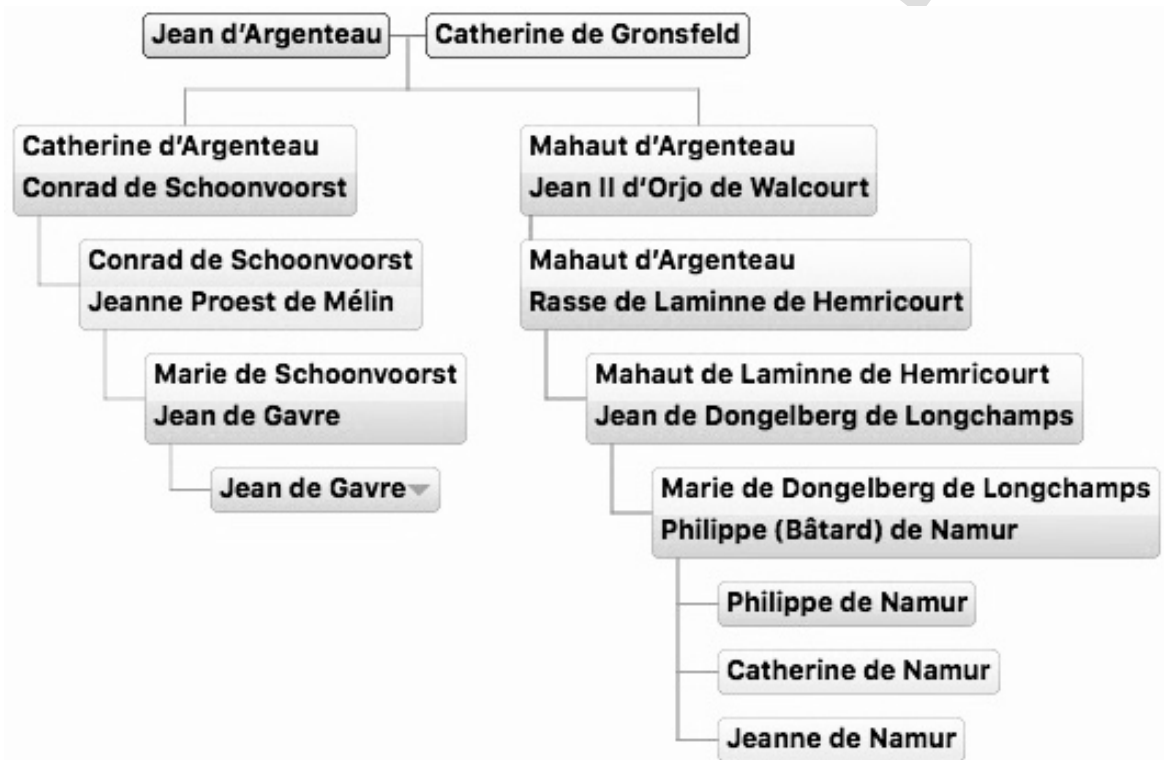 Jean d’Argenteau
Catherine de Gronsfeld
Catherine d’Argenteau
Conrad de Schoonvoorst
Conrad de Schoonvoorst
Jeanne Proest de Mélin
Marie de Schoonvoorst
Jean de Gavre
Jean de Gavre
Mahaut d’Argenteau
Jean II d’Orjo de Walcourt
Mahaut d’Argenteau
Rasse de Laminne de Hemricourt
Mahaut de Laminne de Hemricourt
Jean de Dongelberg de Longchamps
Marie de Dongelberg de Longchamps
Philippe (Bâtard) de Namur
Philippe de Namur
Catherine de Namur
Jeanne de Namur